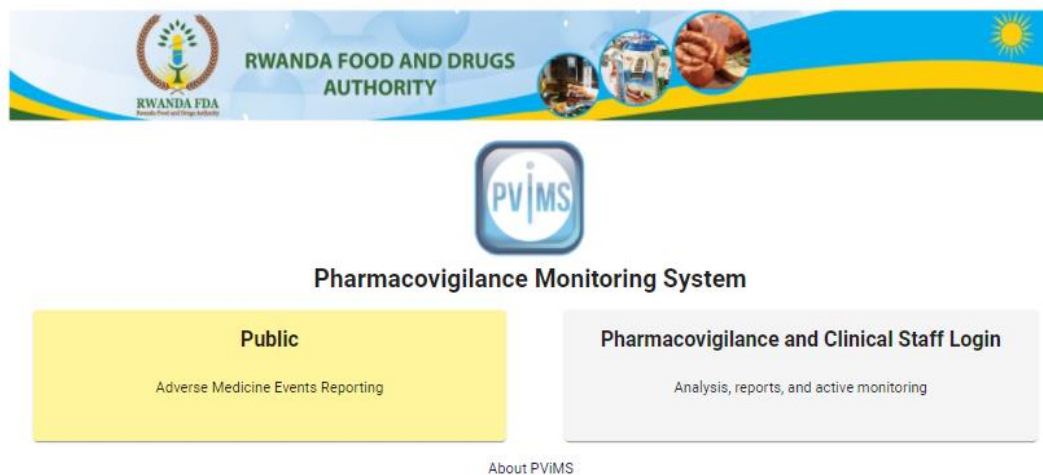 RWANDA FOOD AND DRUGS
AUTHORITY
RWANDA FDA
Rwanda Food and Drugs Authority
PViMS
Pharmacovigilance Monitoring System
Public
Adverse Medicine Events Reporting
Pharmacovigilance and Clinical Staff Login
Analysis, reports, and active monitoring
About PViMS